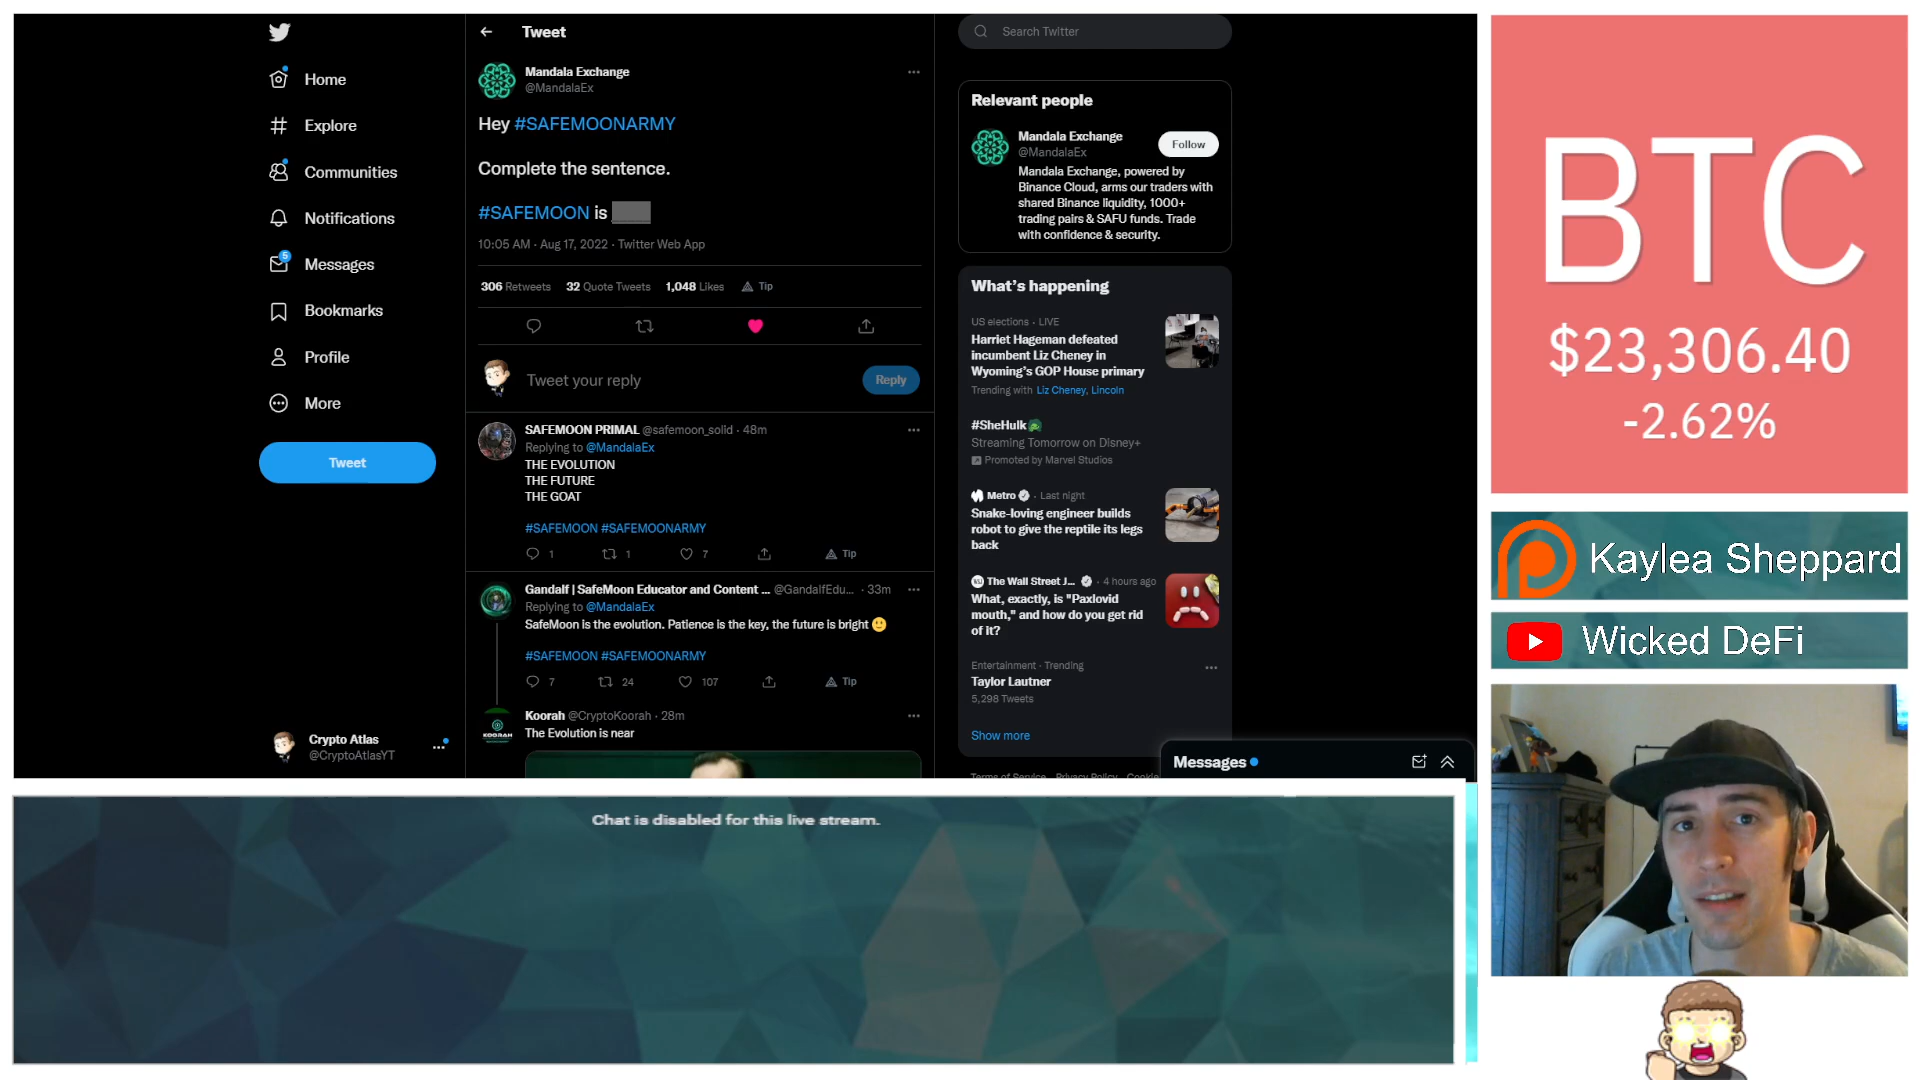 Home
Explore
Communities
Notifications
5
Messages
Bookmarks
Profile
More
Tweet
Crypto Atlas
@CryptoAtlasYT
Tweet
Mandala Exchange
@MandalaEx
Hey #SAFEMOONARMY
Complete the sentence.
#SAFEMOON is
10:05 AM · Aug 17, 2022 · Twitter Web App
306 Retweets 32 Quote Tweets 1,048 Likes Tip
Tweet your reply
Reply
SAFEMOON PRIMAL @safemoon_solid · 48m
Replying to @MandalaEx
THE EVOLUTION
THE FUTURE
THE GOAT
#SAFEMOON #SAFEMOONARMY
1 1 7 Tip
Gandalf | SafeMoon Educator and Content ... @GandalfEdu... · 33m
Replying to @MandalaEx
SafeMoon is the evolution. Patience is the key, the future is bright
#SAFEMOON #SAFEMOONARMY
7 24 107 Tip
KOORAH
Koorah @CryptoKoorah · 28m
The Evolution is near
Search Twitter
Relevant people
Mandala Exchange
@MandalaEx
Follow
Mandala Exchange, powered by
Binance Cloud, arms our traders with
shared Binance liquidity, 1000+
trading pairs & SAFU funds. Trade
with confidence & security.
What's happening
US elections · LIVE
Harriet Hageman defeated
incumbent Liz Cheney in
Wyoming's GOP House primary
Trending with Liz Cheney, Lincoln
#SheHulk
Streaming Tomorrow on Disney+
Promoted by Marvel Studios
Metro · Last night
Snake-loving engineer builds
robot to give the reptile its legs
back
The Wall Street J... · 4 hours ago
What, exactly, is "Paxlovid
mouth," and how do you get rid
of it?
Entertainment · Trending
Taylor Lautner
5,298 Tweets
Show more
Terms of Service Privacy Policy Cookie
Messages
BTC
$23,306.40
-2.62%
Kaylea Sheppard
Wicked DeFi
Chat is disabled for this live stream.